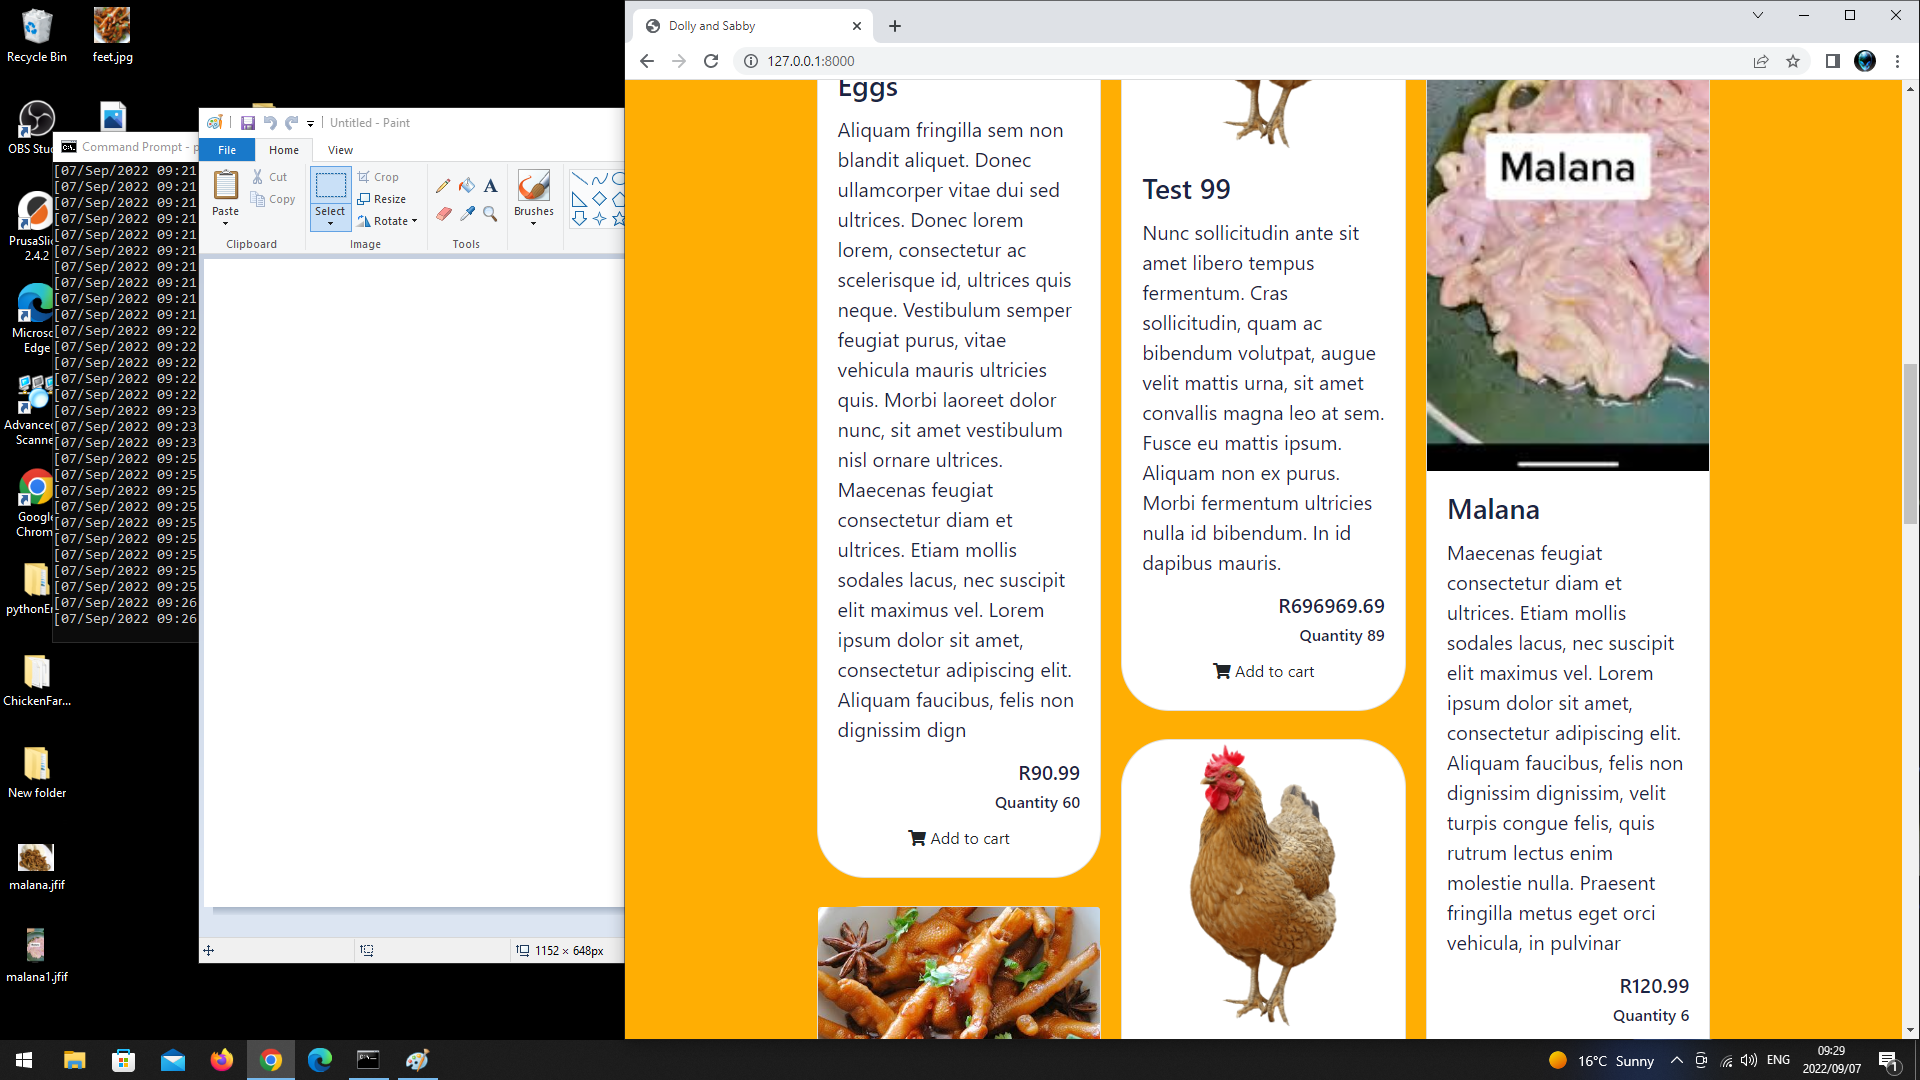 Recycle Bin
feet.jpg
OBS Stu
PrusaSlic
2.4.2
Microso
Edge
Advanced
Scanne
Google
Chrom
pythonEn
ChickenFar...
New folder
malana.jfif
malana1.jfif
Command Prompt - p
[07/Sep/2022 09:21
[07/Sep/2022 09:21
[07/Sep/2022 09:21
[07/Sep/2022 09:21
[07/Sep/2022 09:21
[07/Sep/2022 09:21
[07/Sep/2022 09:21
[07/Sep/2022 09:21
[07/Sep/2022 09:21
[07/Sep/2022 09:21
[07/Sep/2022 09:22
[07/Sep/2022 09:22
[07/Sep/2022 09:22
[07/Sep/2022 09:22
[07/Sep/2022 09:22
[07/Sep/2022 09:23
[07/Sep/2022 09:23
[07/Sep/2022 09:23
[07/Sep/2022 09:25
[07/Sep/2022 09:25
[07/Sep/2022 09:25
[07/Sep/2022 09:25
[07/Sep/2022 09:25
[07/Sep/2022 09:25
[07/Sep/2022 09:25
[07/Sep/2022 09:25
[07/Sep/2022 09:25
[07/Sep/2022 09:26
[07/Sep/2022 09:26
Untitled - Paint
File Home View
Paste
Cut
Copy
Clipboard
Select
Crop
Resize
Rotate
Image
Tools
Brushes
1152 × 648px
Dolly and Sabby
127.0.0.1:8000
Eggs
Aliquam fringilla sem non
blandit aliquet. Donec
ullamcorper vitae dui sed
ultrices. Donec lorem
lorem, consectetur ac
scelerisque id, ultrices quis
neque. Vestibulum semper
feugiat purus, vitae
vehicula mauris ultricies
quis. Morbi laoreet dolor
nunc, sit amet vestibulum
nisl ornare ultrices.
Maecenas feugiat
consectetur diam et
ultrices. Etiam mollis
sodales lacus, nec suscipit
elit maximus vel. Lorem
ipsum dolor sit amet,
consectetur adipiscing elit.
Aliquam faucibus, felis non
dignissim dign
R90.99
Quantity 60
Add to cart
Test 99
Nunc sollicitudin ante sit
amet libero tempus
fermentum. Cras
sollicitudin, quam ac
bibendum volutpat, augue
velit mattis urna, sit amet
convallis magna leo at sem.
Fusce eu mattis ipsum.
Aliquam non ex purus.
Morbi fermentum ultricies
nulla id bibendum. In id
dapibus mauris.
R696969.69
Quantity 89
Add to cart
Malana
Malana
Maecenas feugiat
consectetur diam et
ultrices. Etiam mollis
sodales lacus, nec suscipit
elit maximus vel. Lorem
ipsum dolor sit amet,
consectetur adipiscing elit.
Aliquam faucibus, felis non
dignissim dignissim, velit
turpis congue felis, quis
rutrum lectus enim
molestie nulla. Praesent
fringilla metus eget orci
vehicula, in pulvinar
R120.99
Quantity 6
16°C Sunny
ENG
09:29
2022/09/07
1